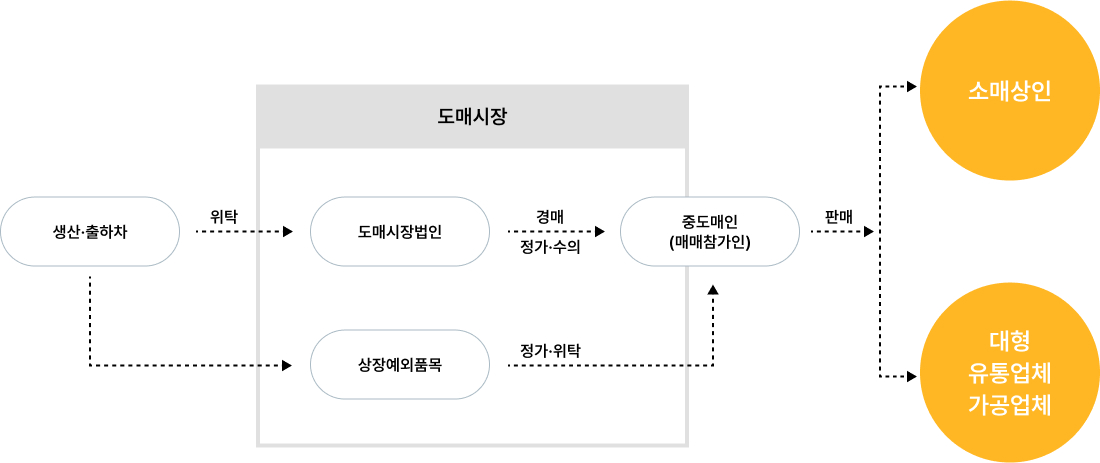 도매시장
생산·출하차
위탁
도매시장법인
경매
정가·수의
중도매인
(매매참가인)
판매
상장예외품목
정가·위탁
소매상인
대형
유통업체
가공업체